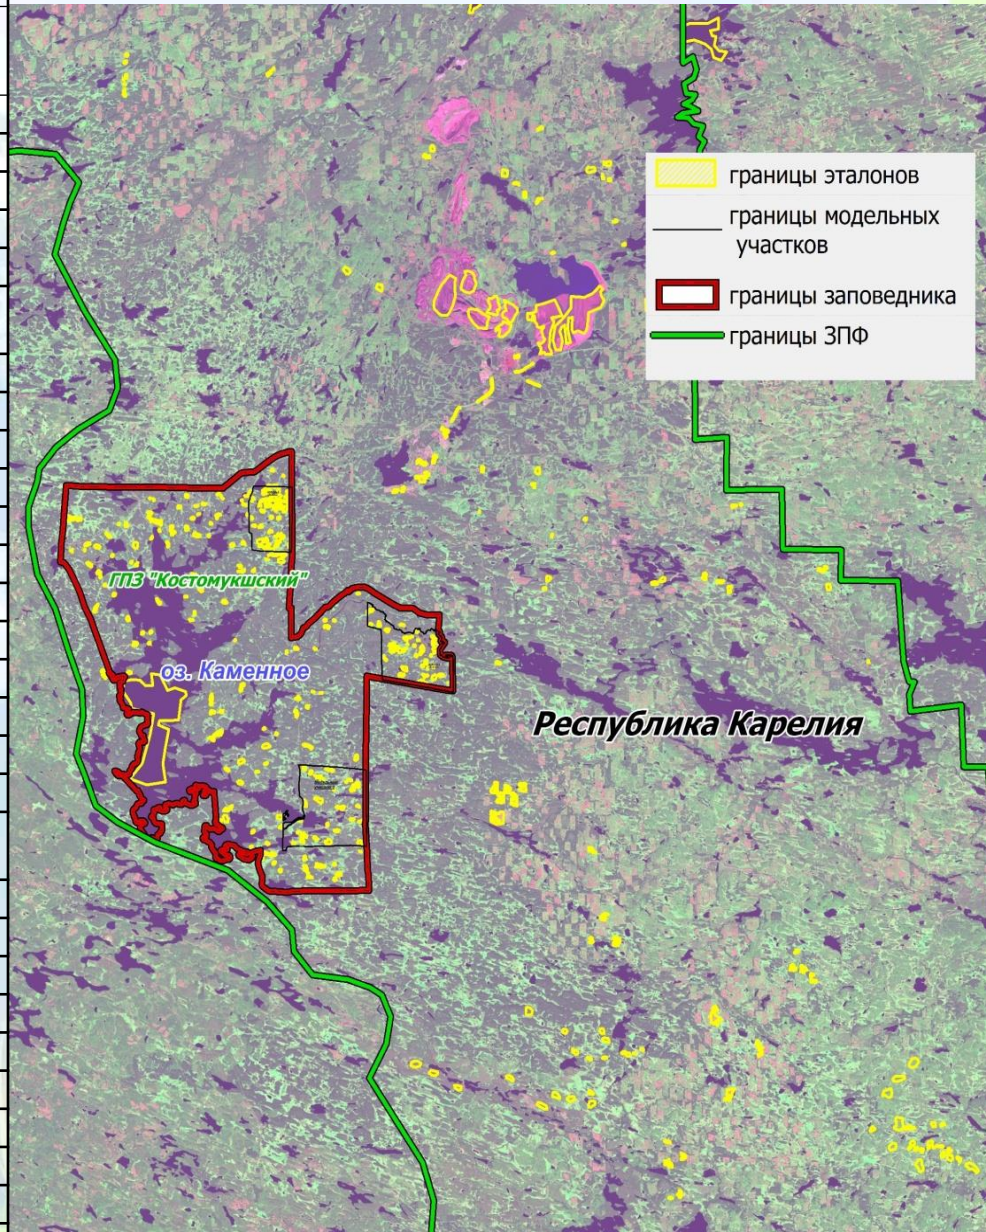 границы эталонов
границы модельных
участков
границы заповедника
границы ЗПФ
ГПЗ "Костомукшский"
оз. Каменное
Республика Карелия